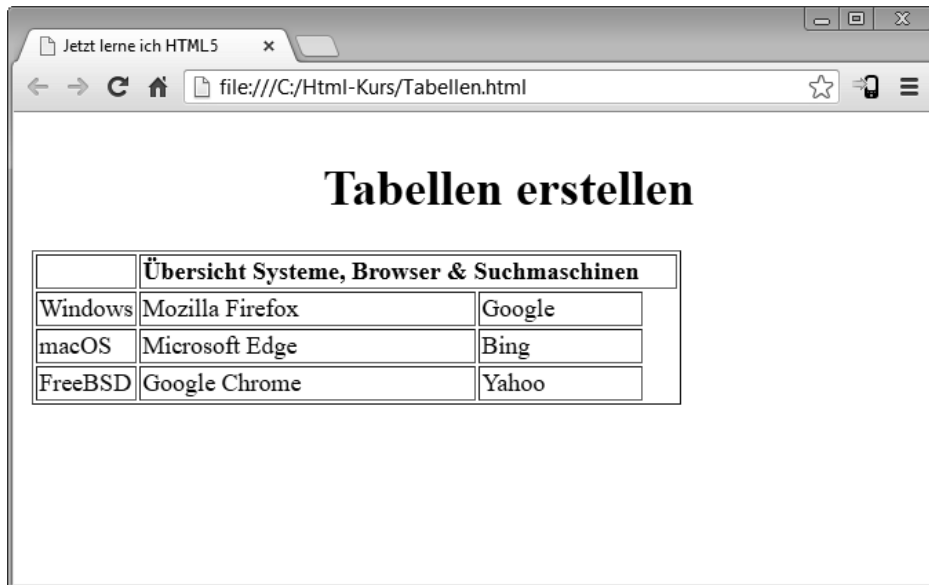 Jetzt lerne ich HTML5
file:///C:/Html-Kurs/Tabellen.html
Tabellen erstellen
Übersicht Systeme, Browser & Suchmaschinen
Windows Mozilla Firefox Google
macOS Microsoft Edge Bing
FreeBSD Google Chrome Yahoo